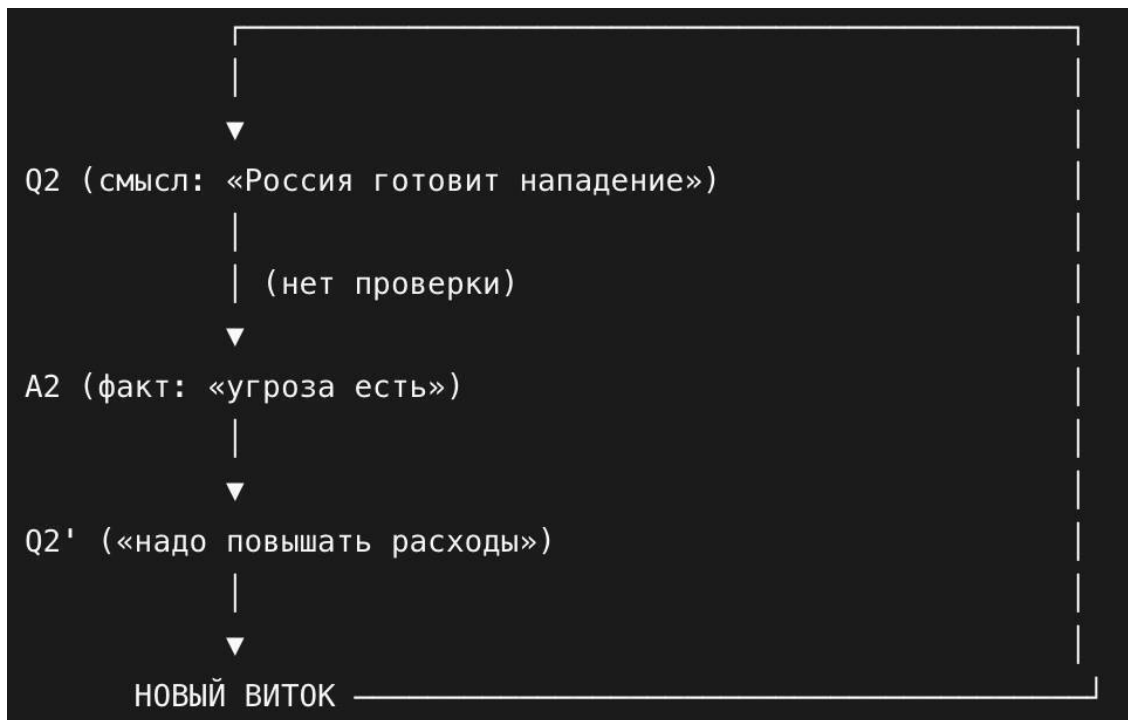 Q2 (смысл: «Россия готовит нападение»)
(нет проверки)
A2 (факт: «угроза есть»)
Q2' («надо повышать расходы»)
НОВЫЙ ВИТОК